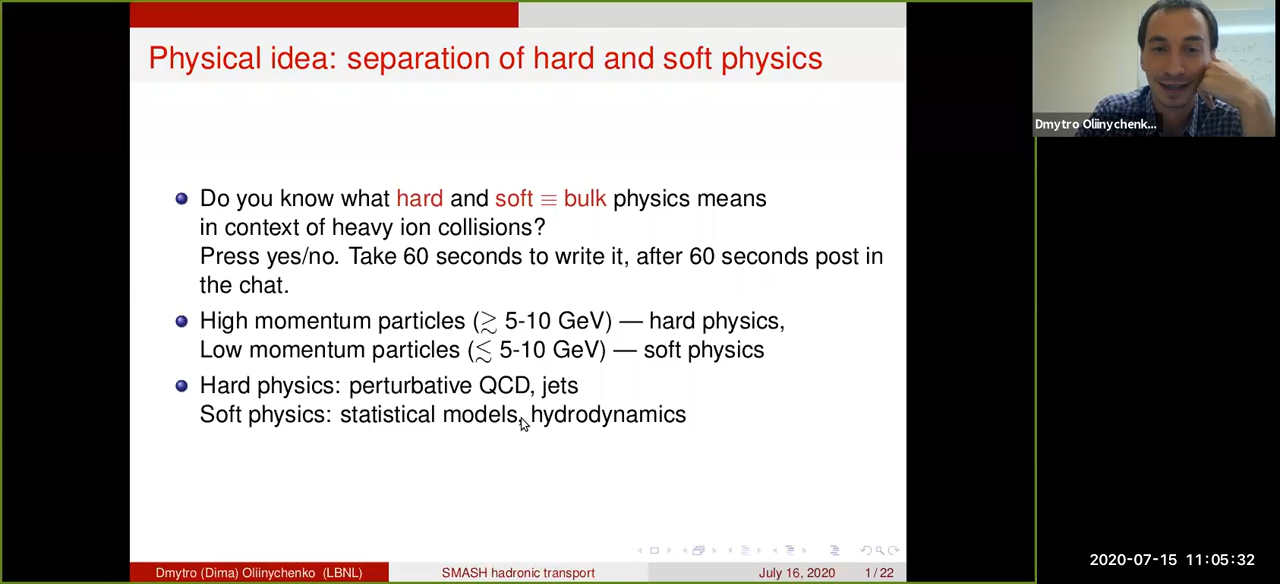 Physical idea: separation of hard and soft physics
Do you know what hard and soft ≡ bulk physics means
in context of heavy ion collisions?
Press yes/no. Take 60 seconds to write it, after 60 seconds post in
the chat.
High momentum particles (≳ 5-10 GeV) — hard physics,
Low momentum particles (≲ 5-10 GeV) — soft physics
Hard physics: perturbative QCD, jets
Soft physics: statistical models, hydrodynamics
Dmytro (Dima) Oliinychenko (LBNL) SMASH hadronic transport July 16, 2020 1 / 22
Dmytro Oliinychenk...
2020-07-15 11:05:32